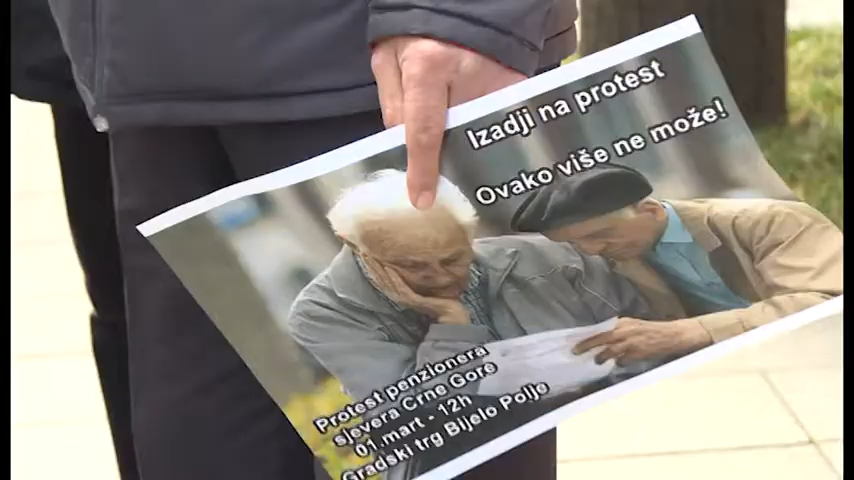 Izadji na protest
Ovako više ne može!
Protest penzionera
sjevera Crne Gore
01.mart - 12h
Gradski trg Bijelo Polje